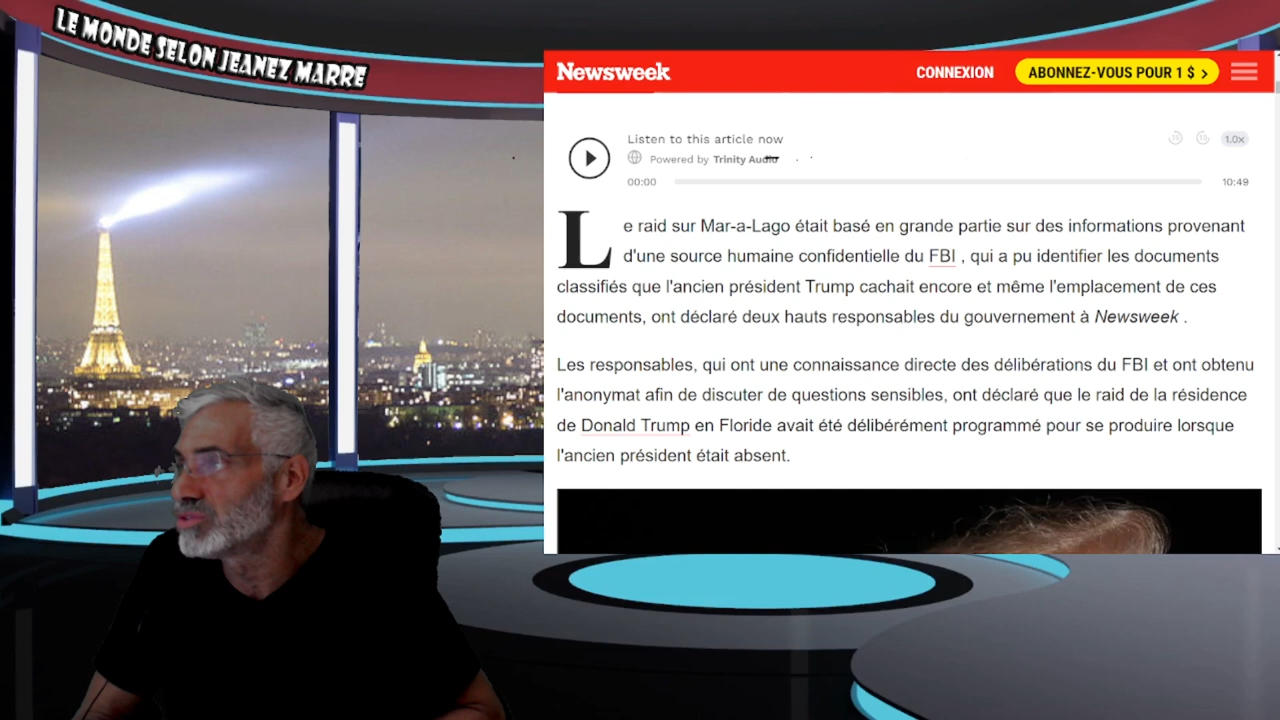 LE MONDE SELON JEANEZ MARRE
Newsweek
CONNEXION
ABONNEZ-VOUS POUR 1 $ >
Listen to this article now
Powered by Trinity Audio
1.0x
00:00
10:49
Le raid sur Mar-a-Lago était basé en grande partie sur des informations provenant
d'une source humaine confidentielle du FBI , qui a pu identifier les documents
classifiés que l'ancien président Trump cachait encore et même l'emplacement de ces
documents, ont déclaré deux hauts responsables du gouvernement à Newsweek .
Les responsables, qui ont une connaissance directe des délibérations du FBI et ont obtenu
l'anonymat afin de discuter de questions sensibles, ont déclaré que le raid de la résidence
de Donald Trump en Floride avait été délibérément programmé pour se produire lorsque
l'ancien président était absent.